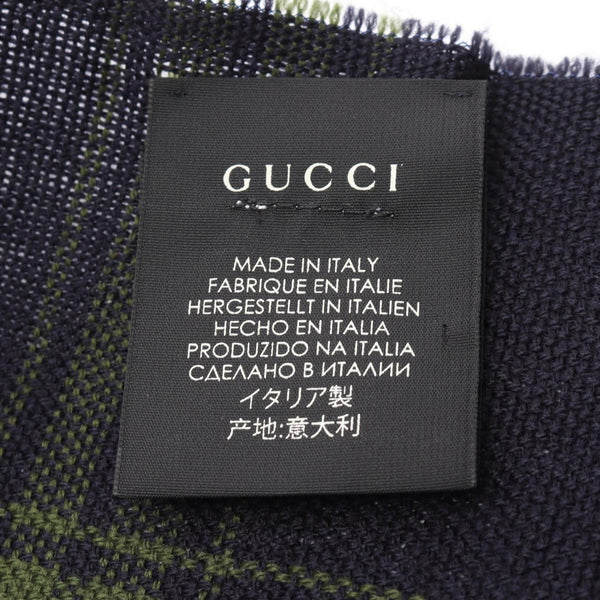 GUCCI
MADE IN ITALY
FABRIQUE EN ITALIE
HERGESTELLT IN ITALIEN
HECHO EN ITALIA
PRODUZIDO NA ITALIA
СДЕЛАНО В ИТАЛИИ
イタリア製
产地:意大利